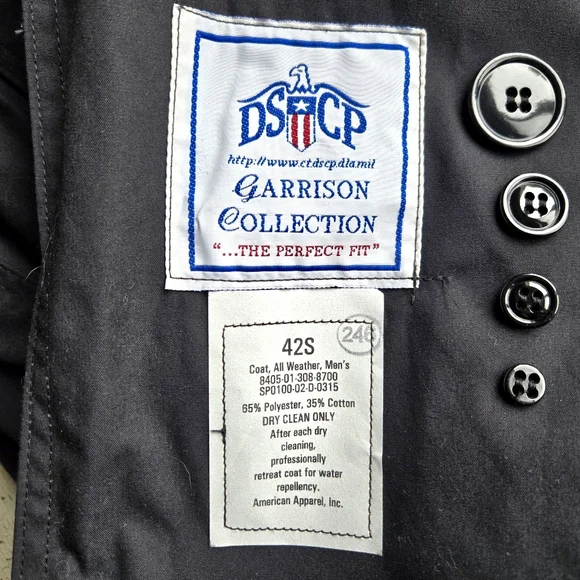 DSCP
http://www.ctdscp.dla.mil
GARRISON
COLLECTION
"...THE PERFECT FIT"
246
42S
Coat, All Weather, Men's
8405-01-308-8700
SP0100-02-D-0315
65% Polyester, 35% Cotton
DRY CLEAN ONLY
After each dry
cleaning,
professionally
retreat coat for water
repellency.
American Apparel, Inc.